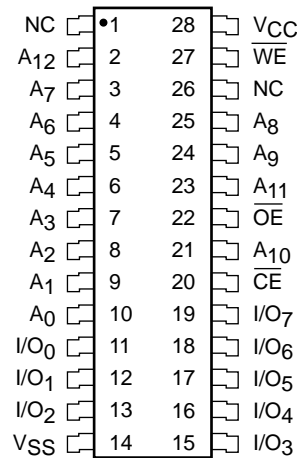 NC 1 28 VCC
A12 2 27 WE
A7 3 26 NC
A6 4 25 A8
A5 5 24 A9
A4 6 23 A11
A3 7 22 OE
A2 8 21 A10
A1 9 20 CE
A0 10 19 I/O7
I/O0 11 18 I/O6
I/O1 12 17 I/O5
I/O2 13 16 I/O4
VSS 14 15 I/O3